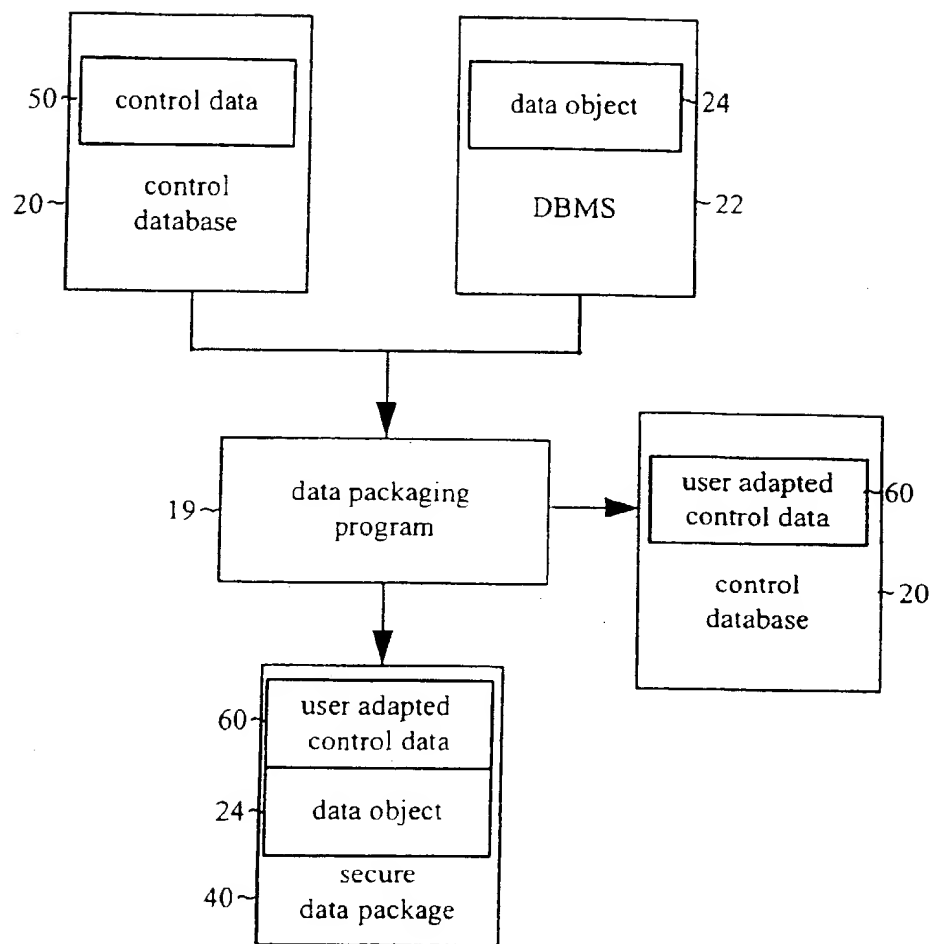 50 control data
data object 24
20 control database
DBMS 22
19 data packaging program
user adapted control data 60
control database 20
60 user adapted control data
24 data object
40 secure data package